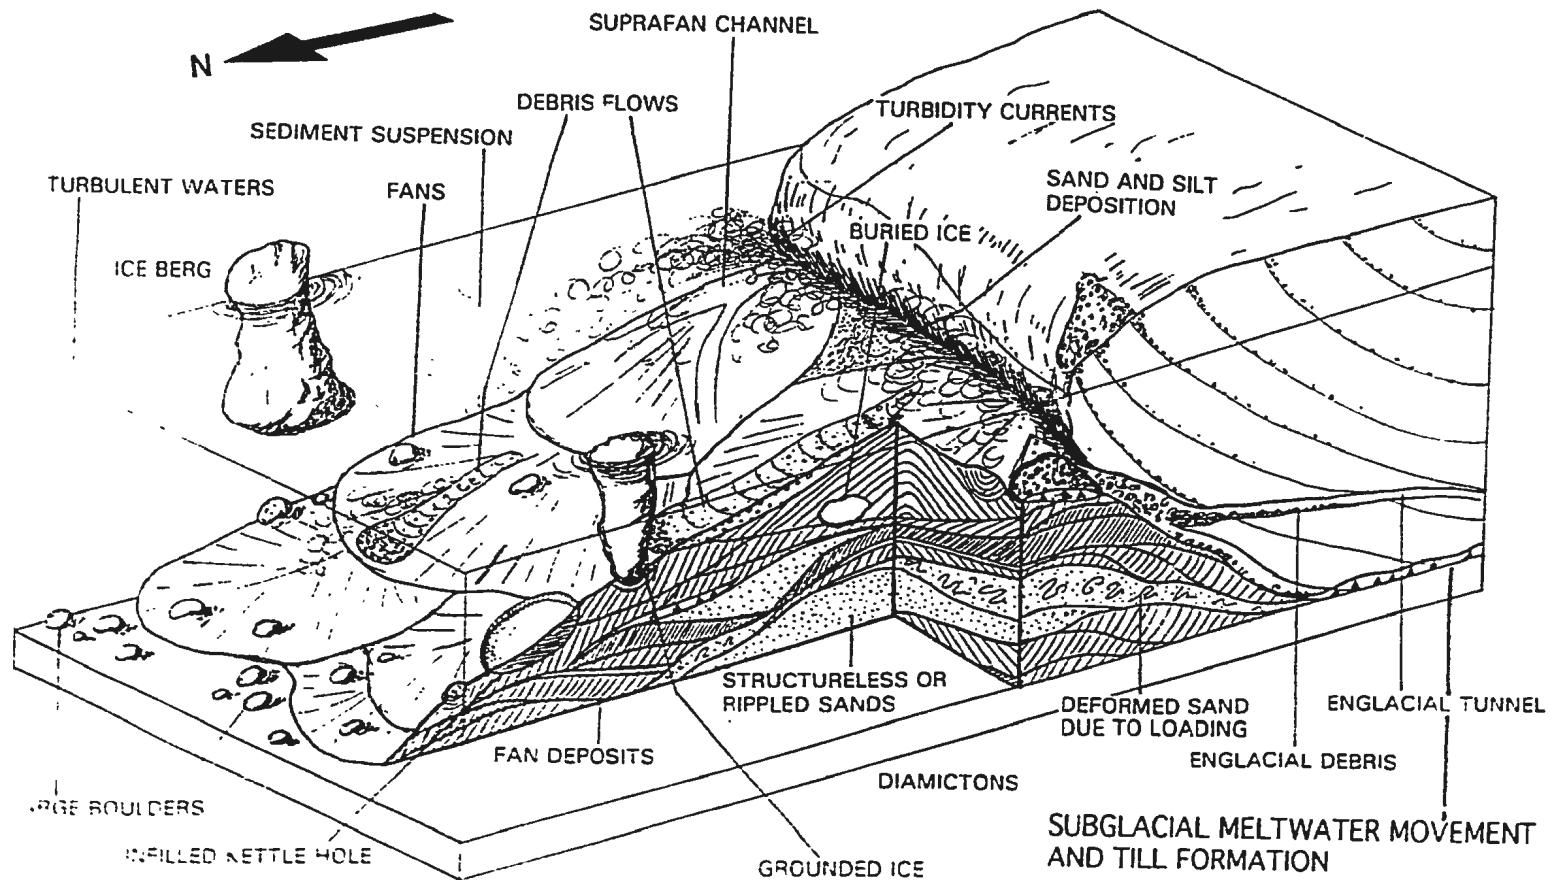 SUPRAFAN CHANNEL
N
DEBRIS FLOWS
TURBIDITY CURRENTS
SEDIMENT SUSPENSION
TURBULENT WATERS
FANS
SAND AND SILT
DEPOSITION
BURIED ICE
ICE BERG
STRUCTURELESS OR
RIPPLED SANDS
DEFORMED SAND
DUE TO LOADING
ENGLACIAL TUNNEL
FAN DEPOSITS
ENGLACIAL DEBRIS
DIAMICTONS
BOULDERS
SUBGLACIAL MELTWATER MOVEMENT
AND TILL FORMATION
INFILLED KETTLE HOLE
GROUNDED ICE